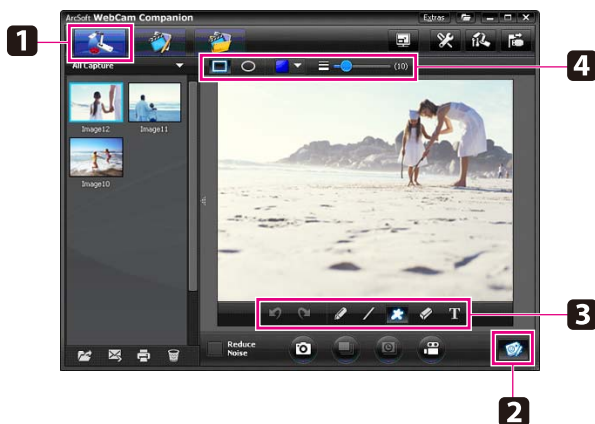 ArcSoft WebCam Companion
Extras
1
4
All Capture
(10)
Image12
Image11
Image10
T
3
Reduce
Noise
2